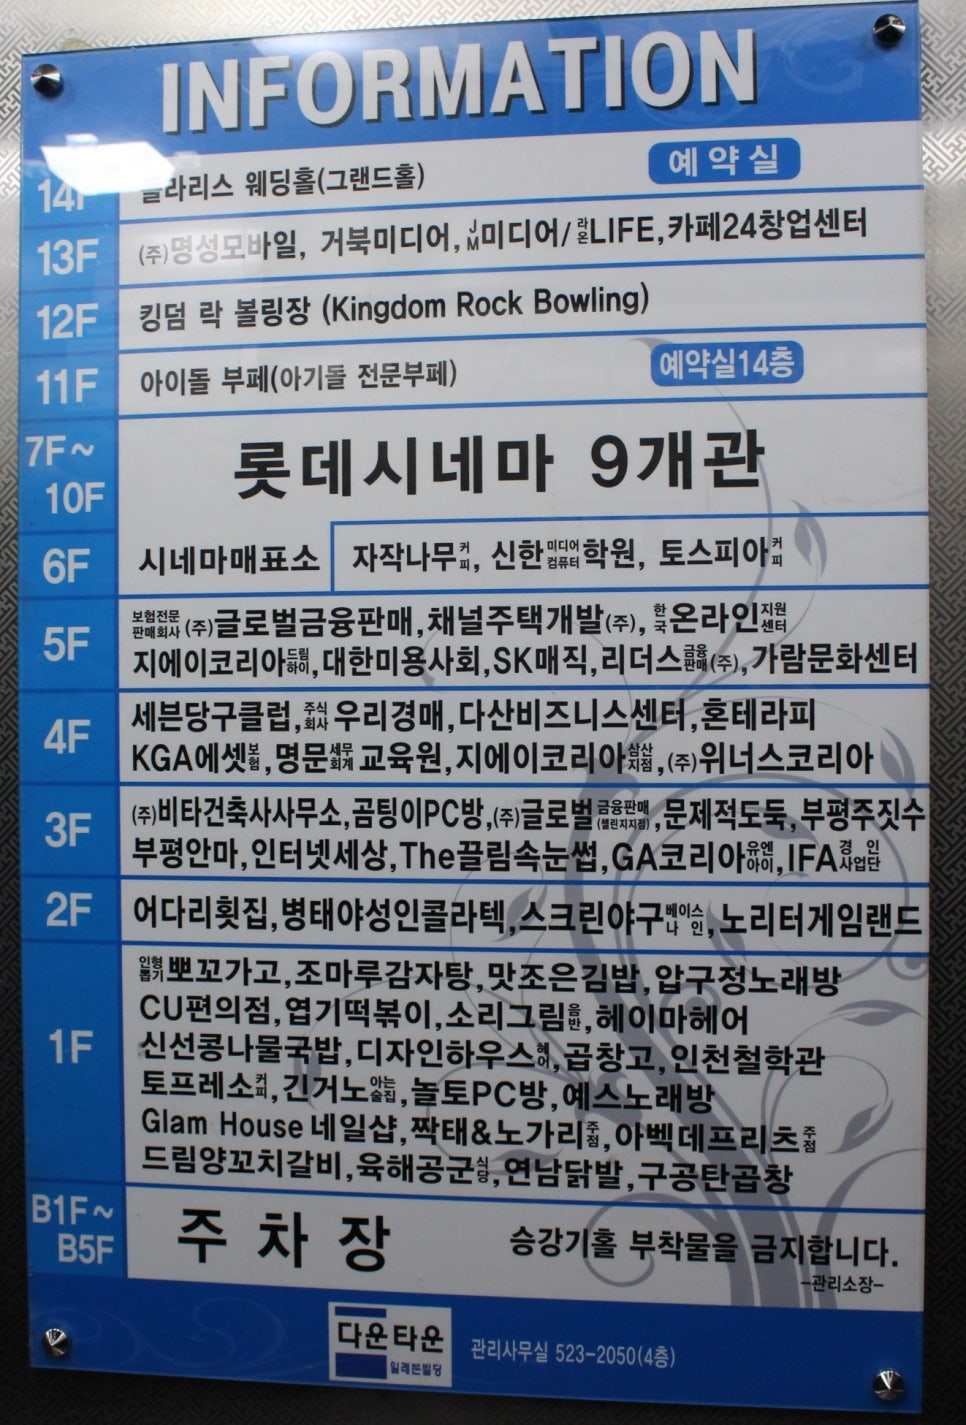 INFORMATION
14F 라리스 웨딩홀(그랜드홀) 예약실
13F (주)명성모바일, 거북미디어, JM미디어/라온LIFE,카페24창업센터
12F 킹덤 락 볼링장 (Kingdom Rock Bowling)
11F 아이돌 부페(아기돌 전문부페) 예약실14층
7F~
10F
롯데시네마 9개관
6F 시네마매표소 자작나무커피, 신한미디어컴퓨터학원, 토스피아커피
5F
보험전문판매회사 (주)글로벌금융판매,채널주택개발(주), 한국온라인지원센터
지에이코리아드림하이,대한미용사회,SK매직,리더스금융판매(주),가람문화센터
4F
세븐당구클럽,주식회사 우리경매,다산비즈니스센터,혼테라피
KGA에셋보험,명문세무회계교육원,지에이코리아삼산지점,(주)위너스코리아
3F
(주)비타건축사사무소,곰팅이PC방,(주)글로벌금융판매(챌린지지점),문제적도둑,부평주짓수
부평안마,인터넷세상,The끌림속눈썹,GA코리아유엔아이,IFA경인사업단
2F 어다리횟집,병태야성인콜라텍,스크린야구베이스나인,노리터게임랜드
1F
인형뽑기뽀꼬가고,조마루감자탕,맛조은김밥,압구정노래방
CU편의점,엽기떡볶이,소리그림음반,헤이마헤어
신선콩나물국밥,디자인하우스헤어,곱창고,인천철학관
토프레소커피,긴거노아는술집,놀토PC방,예스노래방
Glam House 네일샵,짝태&노가리주점,아벡데프리츠주점
드림양꼬치갈비,육해공군식당,연남닭발,구공탄곱창
B1F~
B5F
주차장 승강기홀 부착물을 금지합니다.
-관리소장-
다운타운
일레븐빌딩
관리사무실 523-2050(4층)